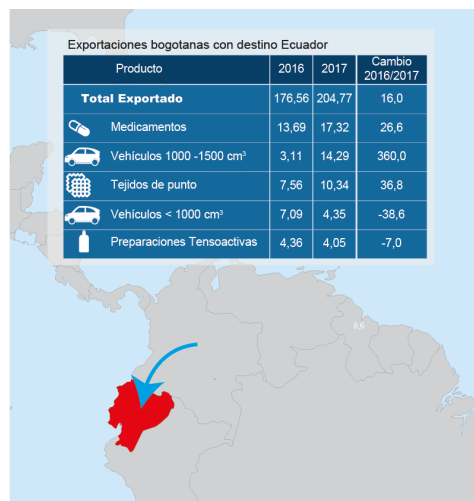 Exportaciones bogotanas con destino Ecuador
Producto 2016 2017 Cambio 2016/2017
Total Exportado 176,56 204,77 16,0
Medicamentos 13,69 17,32 26,6
Vehículos 1000 -1500 cm³ 3,11 14,29 360,0
Tejidos de punto 7,56 10,34 36,8
Vehículos < 1000 cm³ 7,09 4,35 -38,6
Preparaciones Tensoactivas 4,36 4,05 -7,0
8,6